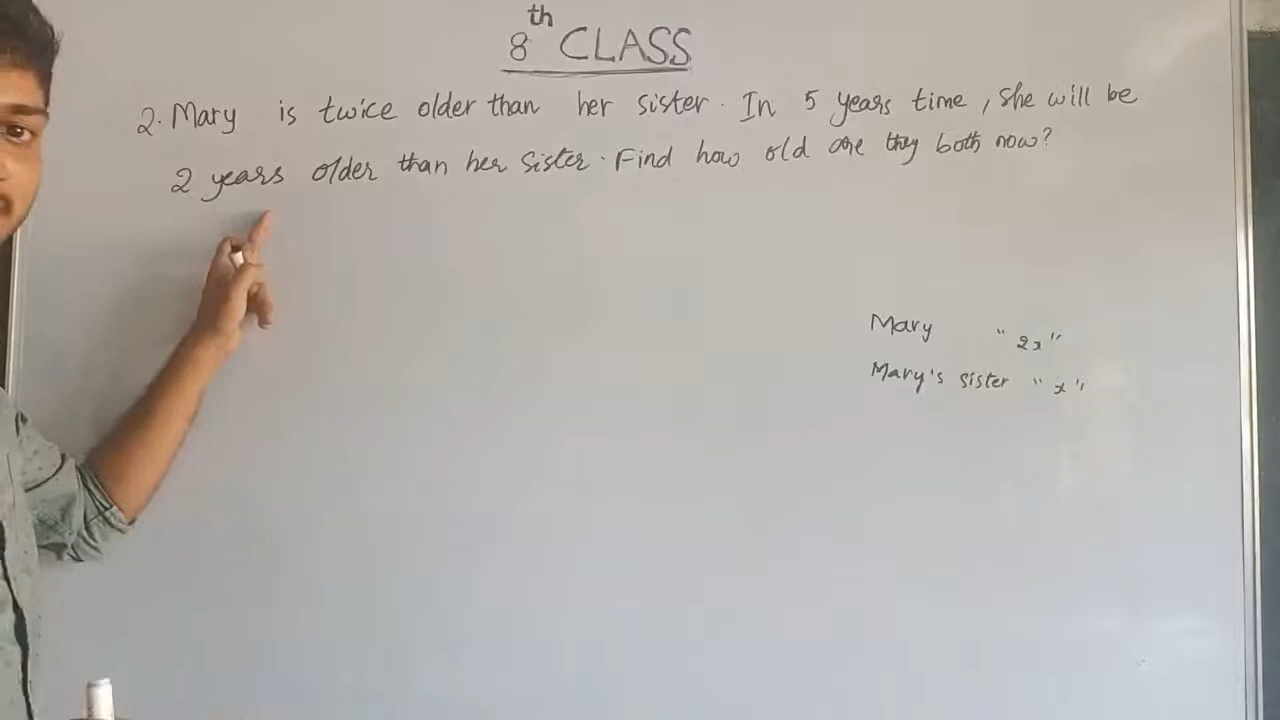 8th CLASS
2. Mary is twice older than her sister. In 5 years time, she will be
2 years older than her sister. Find how old are they both now?
Mary "2x"
Mary's sister "x"